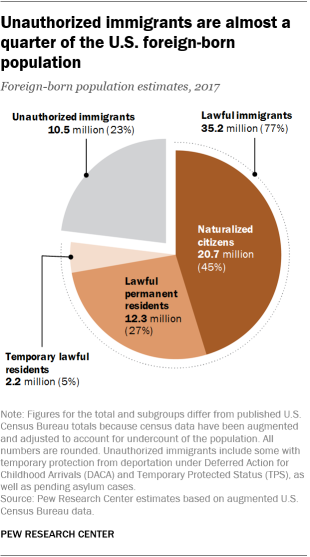 Unauthorized immigrants are almost a
quarter of the U.S. foreign-born
population
Foreign-born population estimates, 2017
Unauthorized immigrants
10.5 million (23%)
Lawful immigrants
35.2 million (77%)
Naturalized
citizens
20.7 million
(45%)
Lawful
permanent
residents
12.3 million
(27%)
Temporary lawful
residents
2.2 million (5%)
Note: Figures for the total and subgroups differ from published U.S.
Census Bureau totals because census data have been augmented
and adjusted to account for undercount of the population. All
numbers are rounded. Unauthorized immigrants include some with
temporary protection from deportation under Deferred Action for
Childhood Arrivals (DACA) and Temporary Protected Status (TPS), as
well as pending asylum cases.
Source: Pew Research Center estimates based on augmented U.S.
Census Bureau data.
PEW RESEARCH CENTER